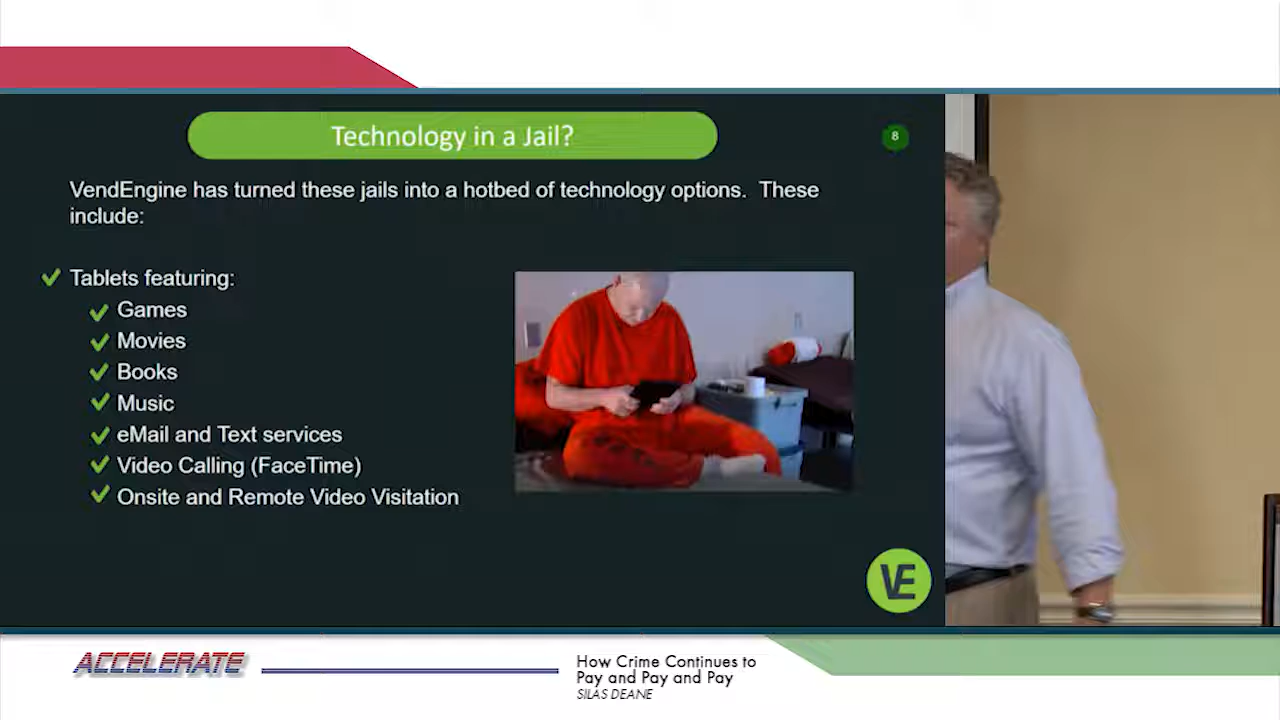 Technology in a Jail?
8
VendEngine has turned these jails into a hotbed of technology options. These
include:
Tablets featuring:
Games
Movies
Books
Music
eMail and Text services
Video Calling (FaceTime)
Onsite and Remote Video Visitation
VE
ACCELERATE
How Crime Continues to
Pay and Pay and Pay
SILAS DEANE